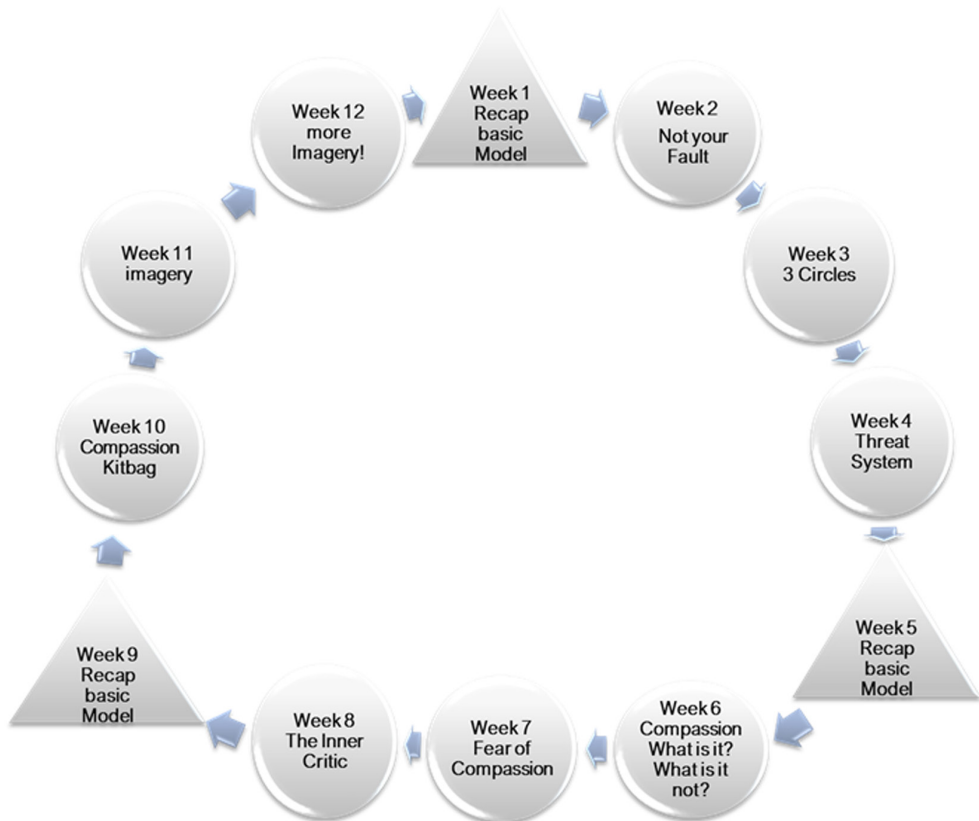 Week 1
Recap
basic
Model
Week 2
Not your
Fault
Week 3
3 Circles
Week 4
Threat
System
Week 5
Recap
basic
Model
Week 6
Compassion
What is it?
What is it
not?
Week 7
Fear of
Compassion
Week 8
The Inner
Critic
Week 9
Recap
basic
Model
Week 10
Compassion
Kitbag
Week 11
imagery
Week 12
more
Imagery!